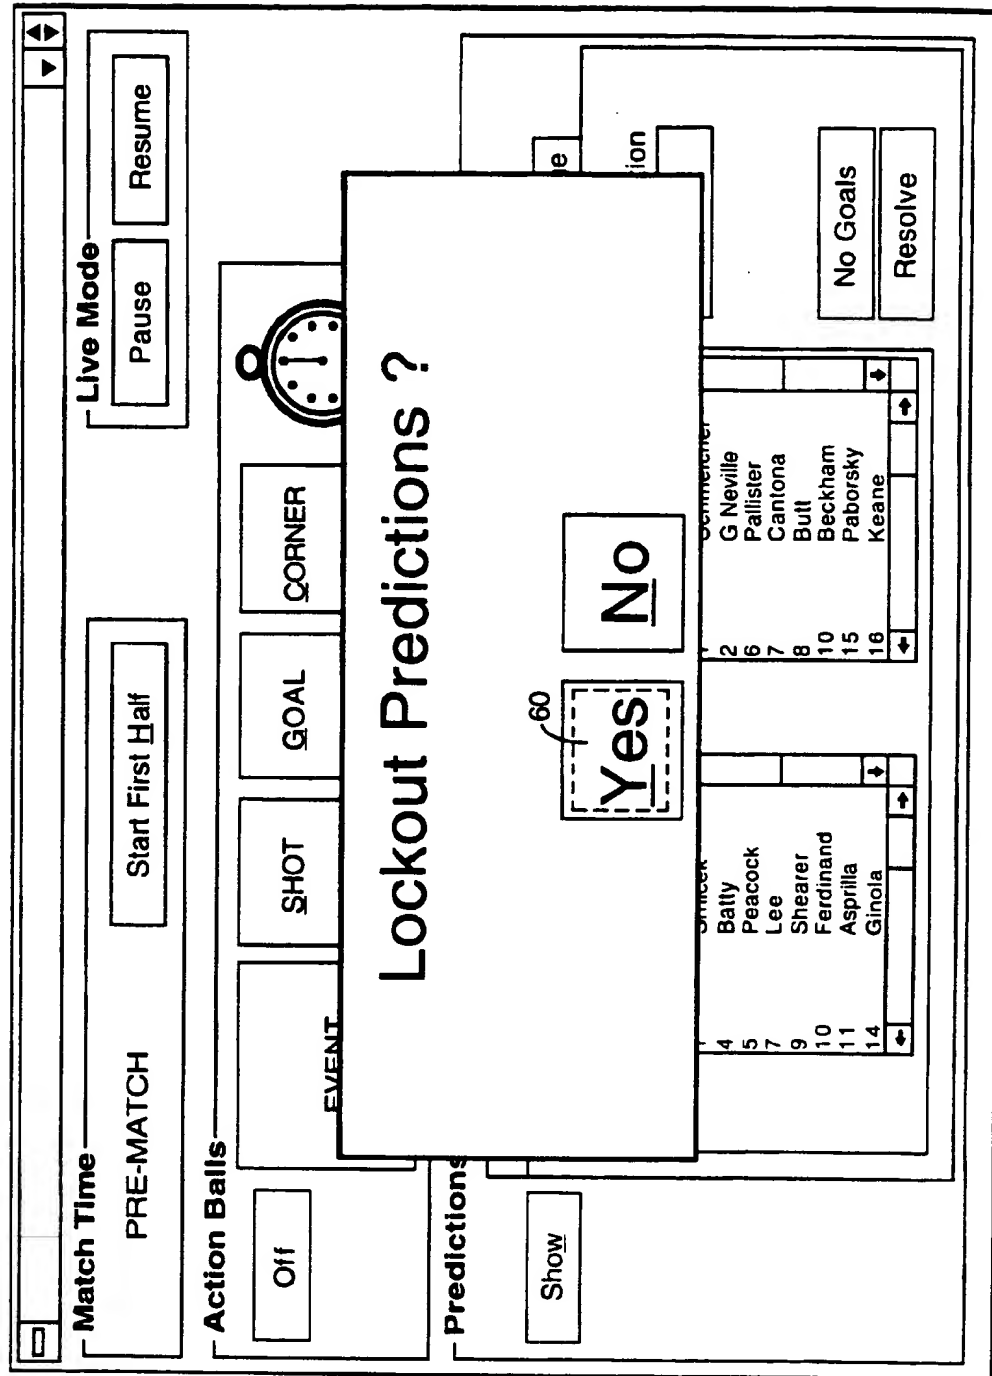 Match Time
PRE-MATCH
Start First Half
Live Mode
Pause
Resume
Action Balls
Off
EVENT
SHOT
GOAL
CORNER
Lockout Predictions ?
60
Yes
No
Predictions
Show
4 Batty
5 Peacock
7 Lee
9 Shearer
10 Ferdinand
11 Asprilla
14 Ginola
2 G Neville
6 Pallister
7 Cantona
8 Butt
10 Beckham
15 Paborsky
16 Keane
No Goals
Resolve